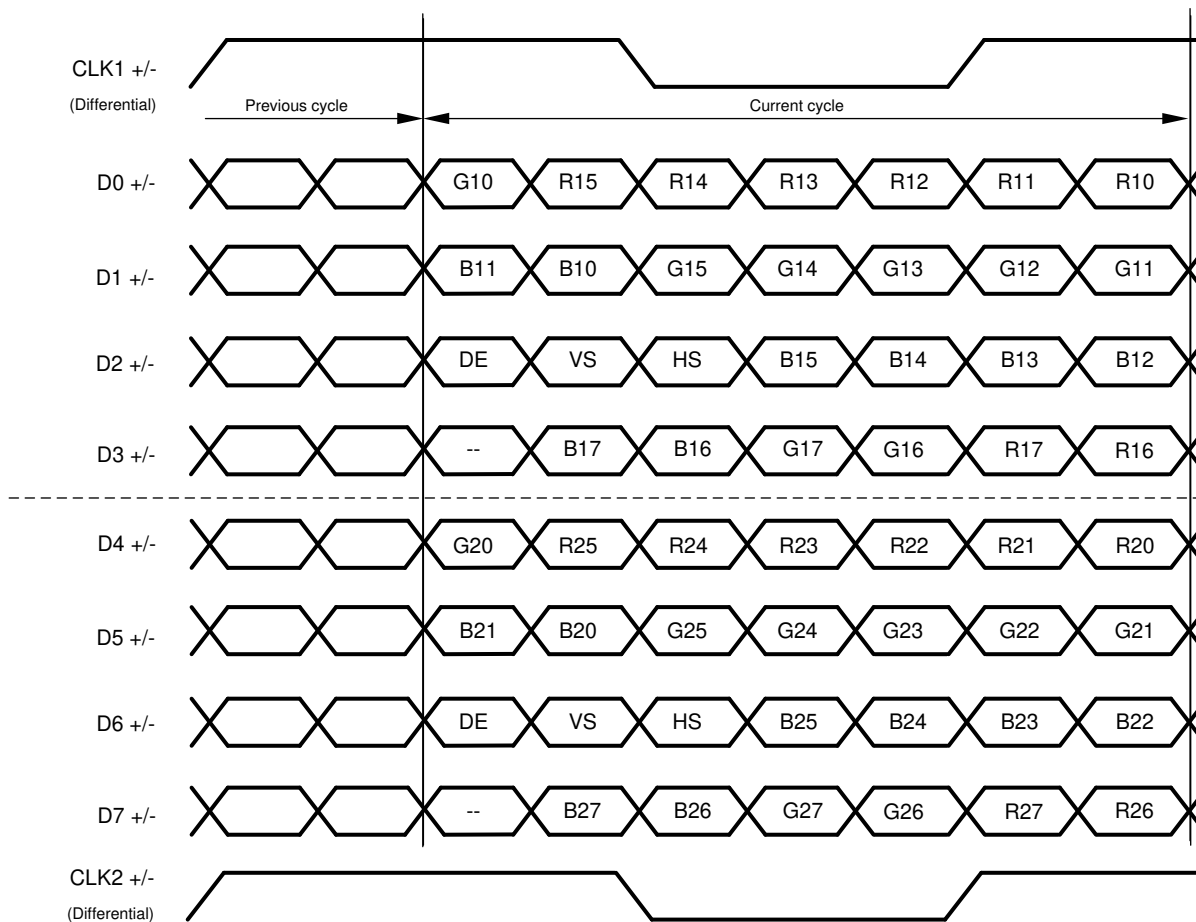 CLK1 +/-
(Differential)
Previous cycle
Current cycle
D0 +/- G10 R15 R14 R13 R12 R11 R10
D1 +/- B11 B10 G15 G14 G13 G12 G11
D2 +/- DE VS HS B15 B14 B13 B12
D3 +/- -- B17 B16 G17 G16 R17 R16
D4 +/- G20 R25 R24 R23 R22 R21 R20
D5 +/- B21 B20 G25 G24 G23 G22 G21
D6 +/- DE VS HS B25 B24 B23 B22
D7 +/- -- B27 B26 G27 G26 R27 R26
CLK2 +/-
(Differential)